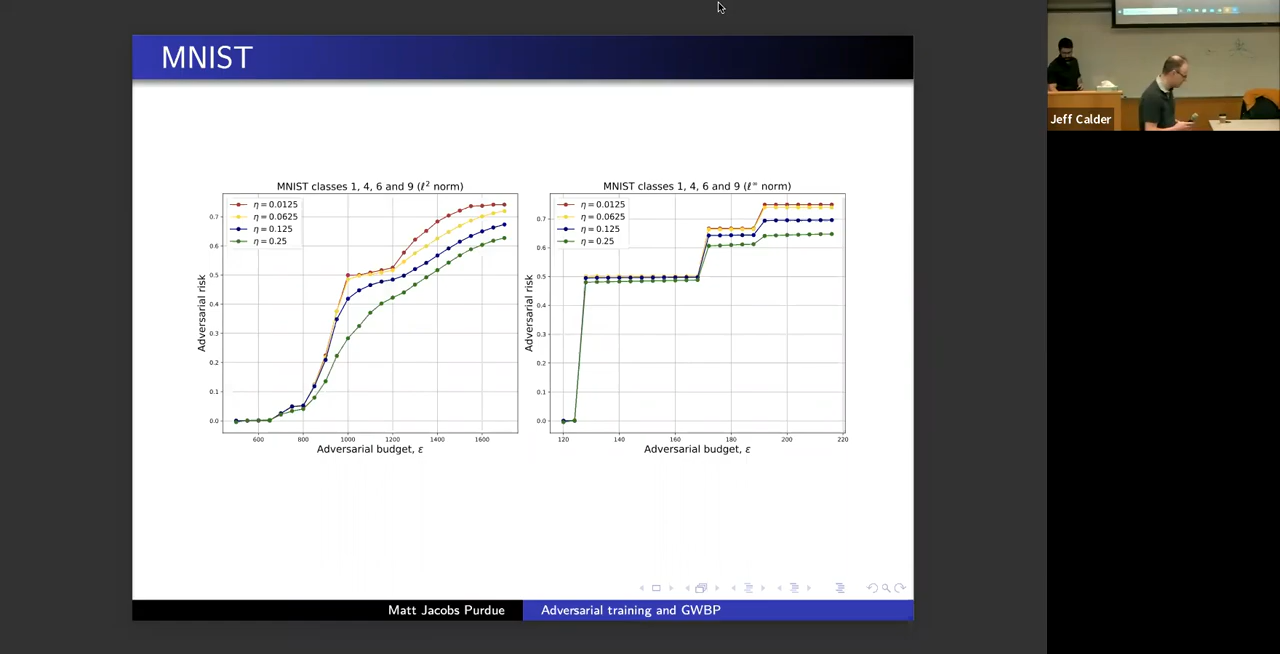 MNIST
MNIST classes 1, 4, 6 and 9 (ℓ² norm)
η = 0.0125
η = 0.0625
η = 0.125
η = 0.25
0.7
0.6
0.5
0.4
0.3
0.2
0.1
0.0
Adversarial risk
600 800 1000 1200 1400 1600
Adversarial budget, ε
MNIST classes 1, 4, 6 and 9 (ℓ∞ norm)
η = 0.0125
η = 0.0625
η = 0.125
η = 0.25
0.7
0.6
0.5
0.4
0.3
0.2
0.1
0.0
Adversarial risk
120 140 160 180 200 220
Adversarial budget, ε
Matt Jacobs Purdue
Adversarial training and GWBP
Jeff Calder